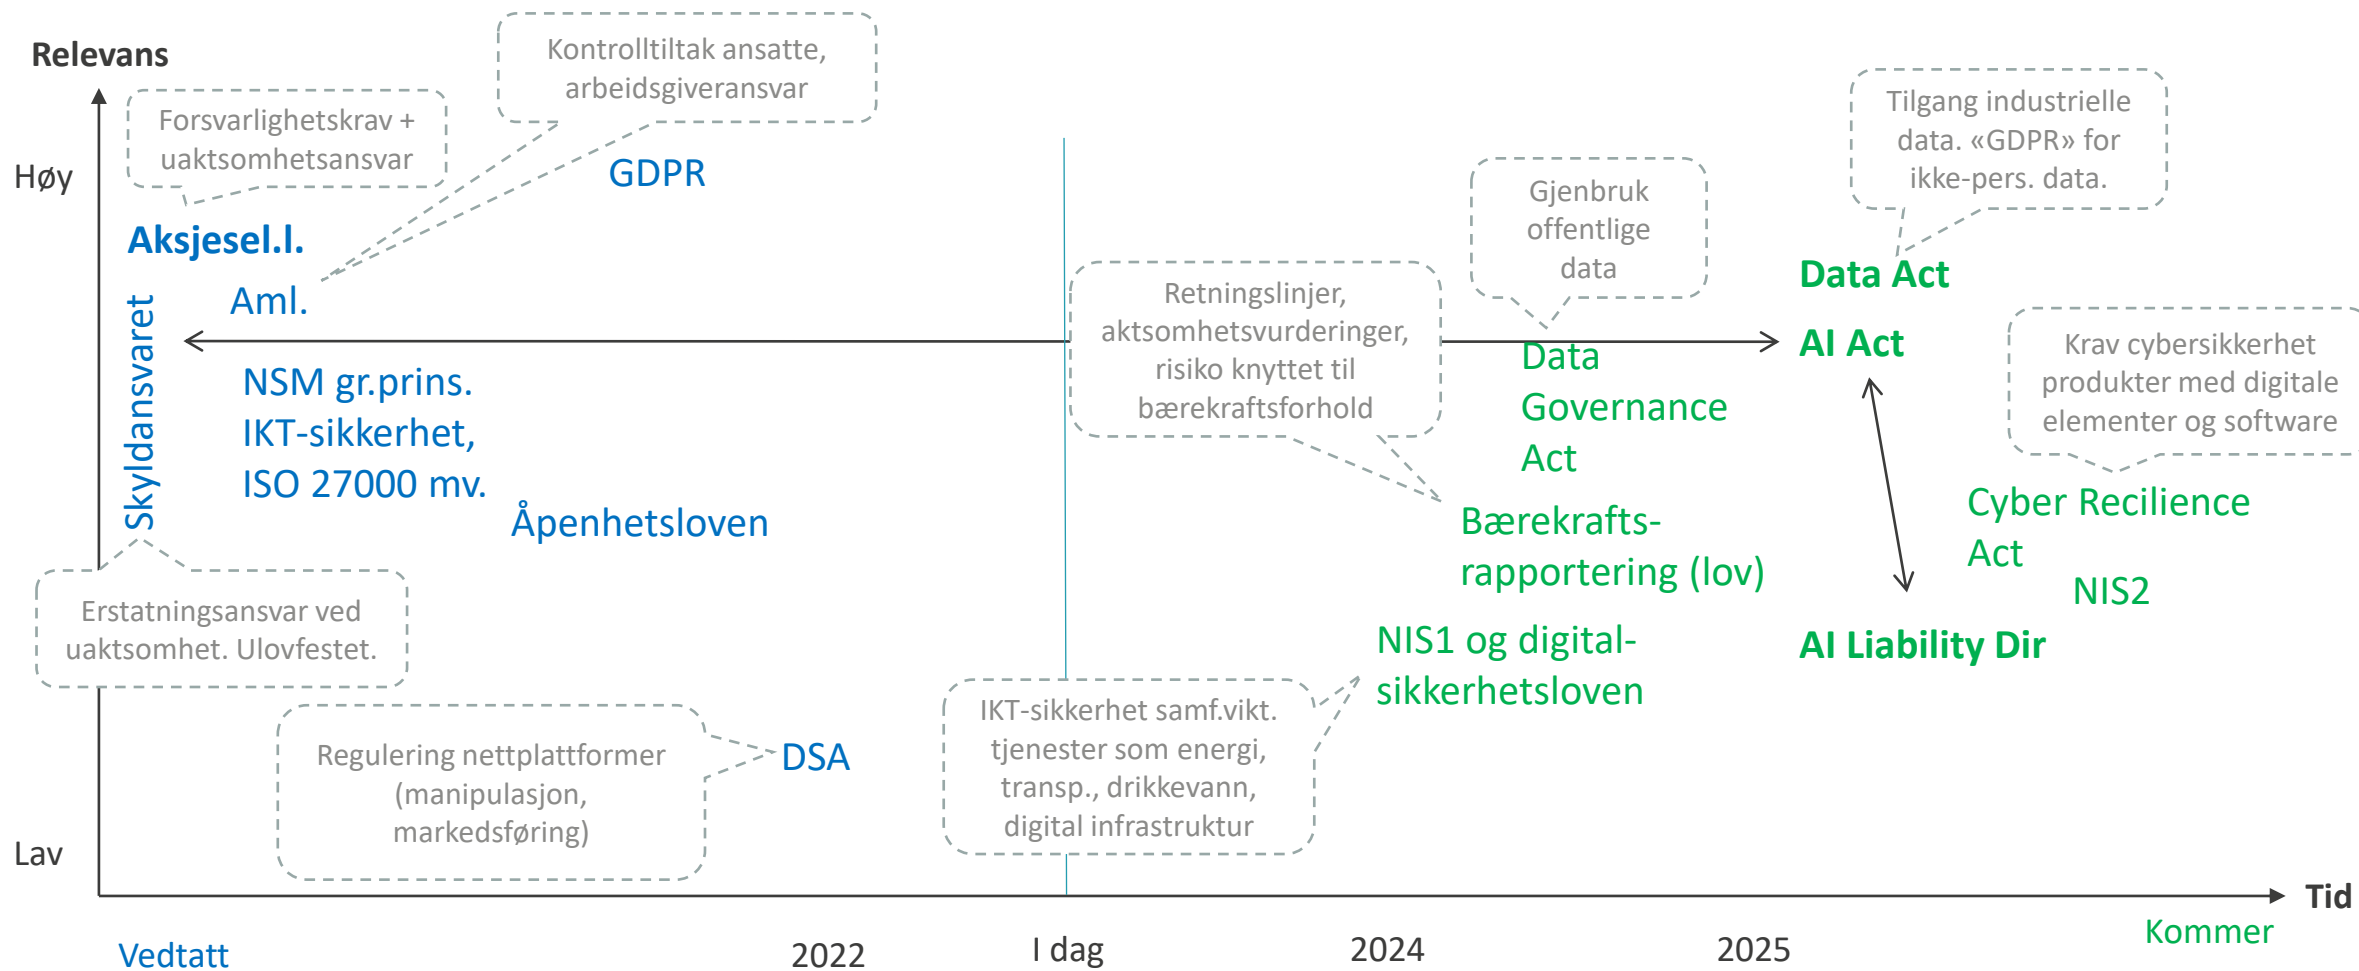 Relevans
Kontrolltiltak ansatte,
arbeidsgiveransvar
Forsvarlighetskrav +
uaktsomhetsansvar
Høy
GDPR
Aksjesel.l.
Aml.
Skyldansvaret
NSM gr.prins.
IKT-sikkerhet,
ISO 27000 mv.
Åpenhetsloven
Erstatningsansvar ved
uaktsomhet. Ulovfestet.
Regulering nettplattformer
(manipulasjon,
markedsføring)
DSA
Lav
Retningslinjer,
aktsomhetsvurderinger,
risiko knyttet til
bærekraftsforhold
Gjenbruk
offentlige
data
Data
Governance
Act
Bærekrafts-
rapportering (lov)
NIS1 og digital-
sikkerhetsloven
IKT-sikkerhet samf.vikt.
tjenester som energi,
transp., drikkevann,
digital infrastruktur
Tilgang industrielle
data. «GDPR» for
ikke-pers. data.
Data Act
AI Act
Krav cybersikkerhet
produkter med digitale
elementer og software
Cyber Recilience
Act
NIS2
AI Liability Dir
Tid
Vedtatt
2022
I dag
2024
2025
Kommer